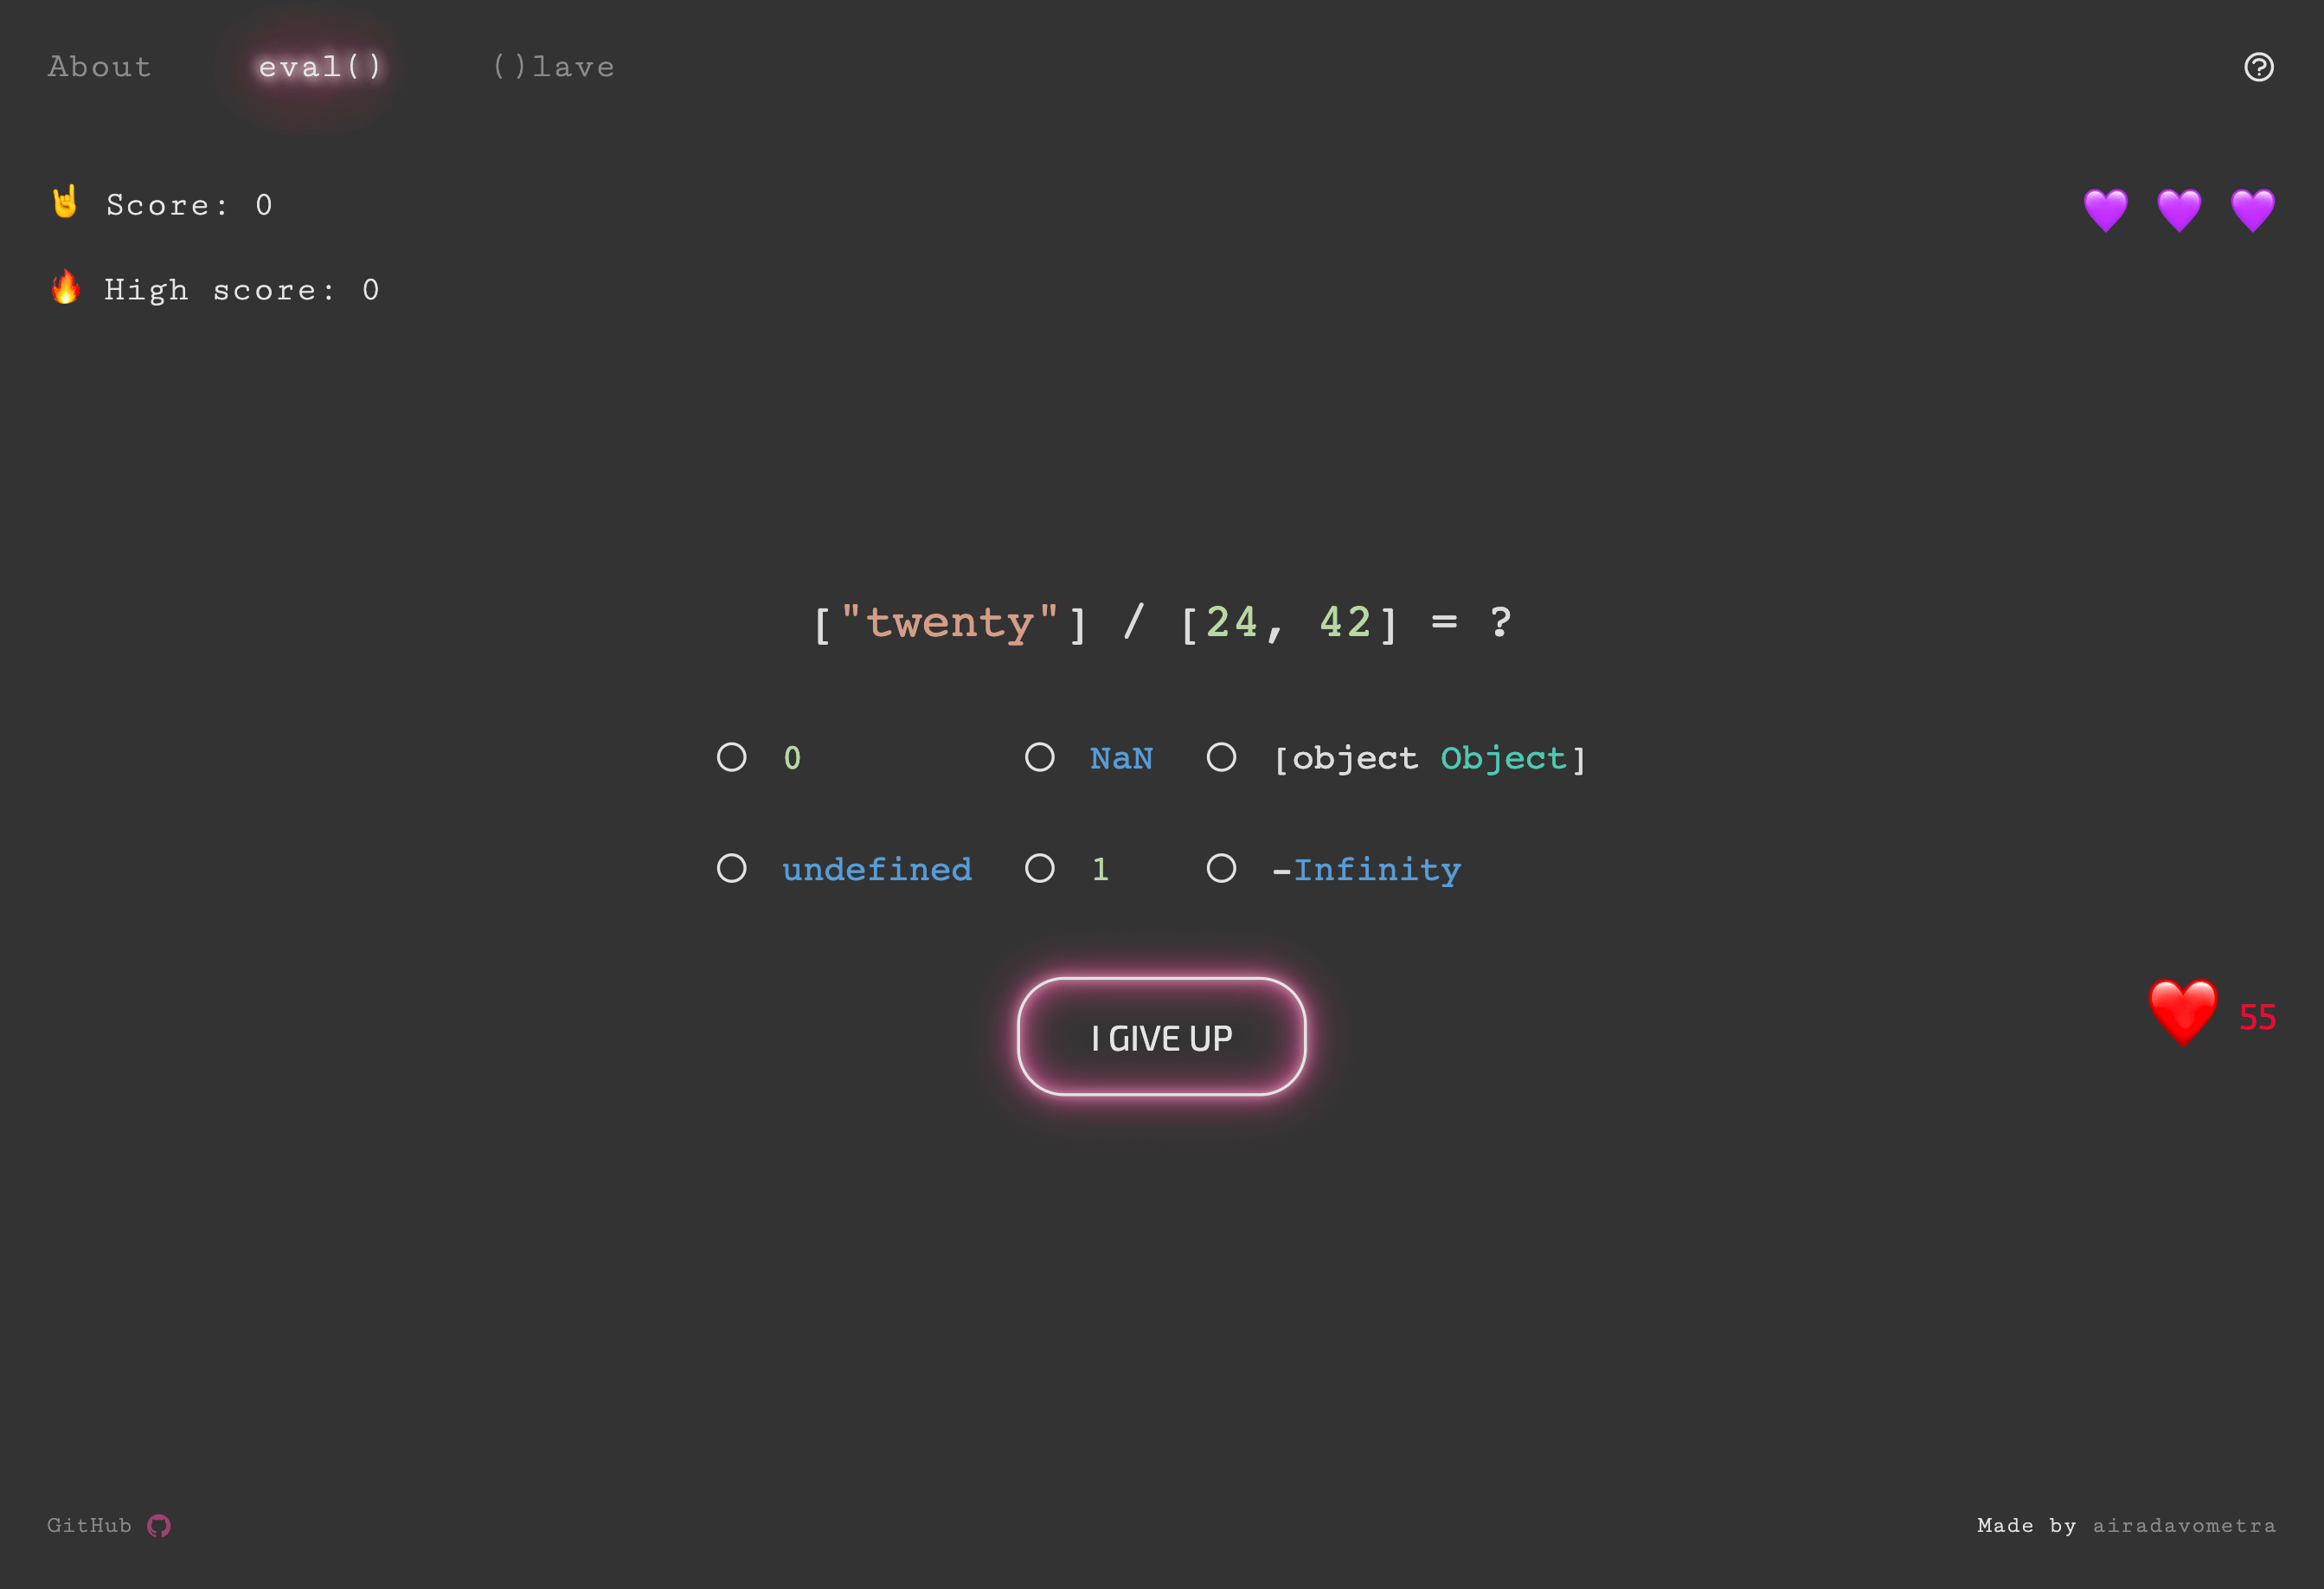 About eval() ()lave
Score: 0
High score: 0
["twenty"] / [24, 42] = ?
0 NaN [object Object]
undefined 1 -Infinity
I GIVE UP
55
GitHub Made by airadavometra